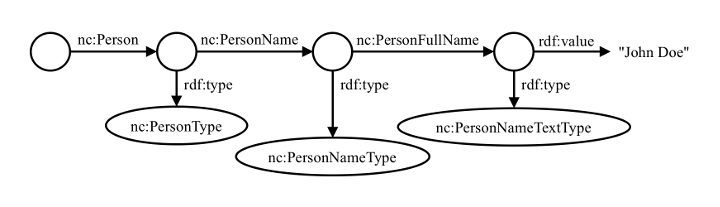 nc:Person
nc:PersonName
nc:PersonFullName
rdf:value
"John Doe"
rdf:type
rdf:type
rdf:type
nc:PersonType
nc:PersonNameTextType
nc:PersonNameType